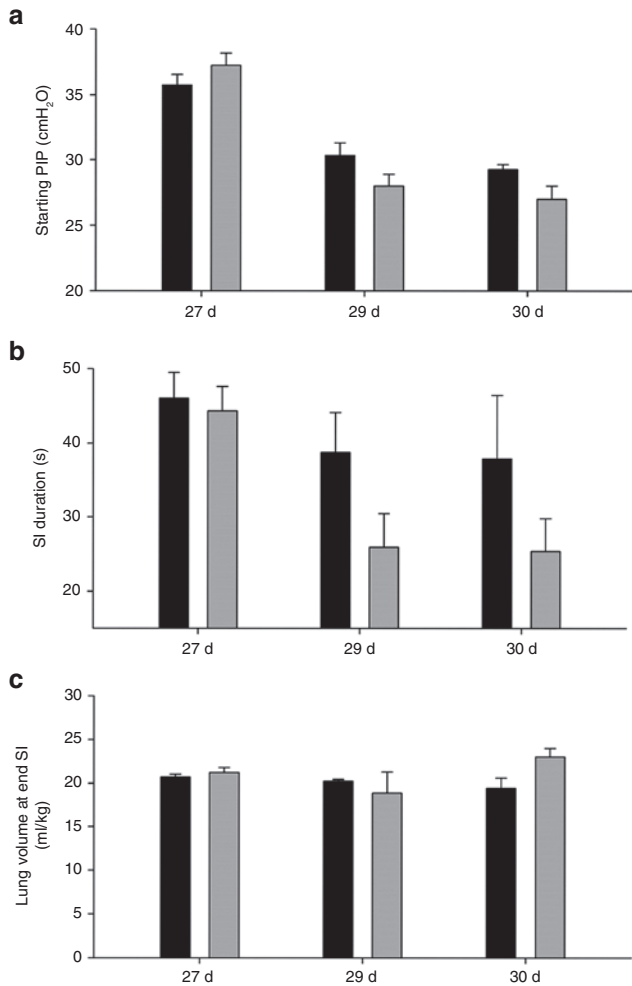 a
40
35
30
25
20
Starting PIP (cmH₂O)
27 d 29 d 30 d
b
50
40
30
20
SI duration (s)
27 d 29 d 30 d
c
30
25
20
15
10
5
0
Lung volume at end SI
(ml/kg)
27 d 29 d 30 d